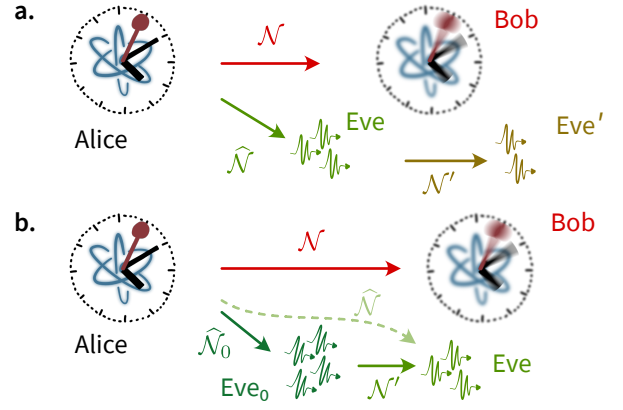 a.
𝒩
Bob
Alice
𝒩̂
Eve
𝒩′
Eve′
b.
𝒩
Bob
Alice
𝒩̂₀
𝒩̂
Eve₀
𝒩′
Eve